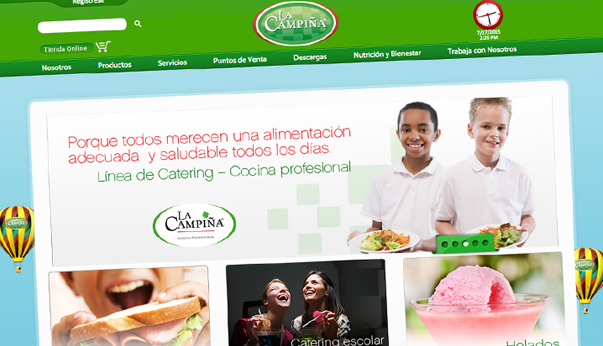 Regístrese
LA
CAMPIÑA
Tienda Online
7/17/2015
2:26 PM
Nosotros
Productos
Servicios
Puntos de Venta
Descargas
Nutrición y Bienestar
Trabaja con Nosotros
Porque todos merecen una alimentación
adecuada y saludable todos los días.
Línea de Catering – Cocina profesional
LA
CAMPIÑA
Catering escolar
Helados